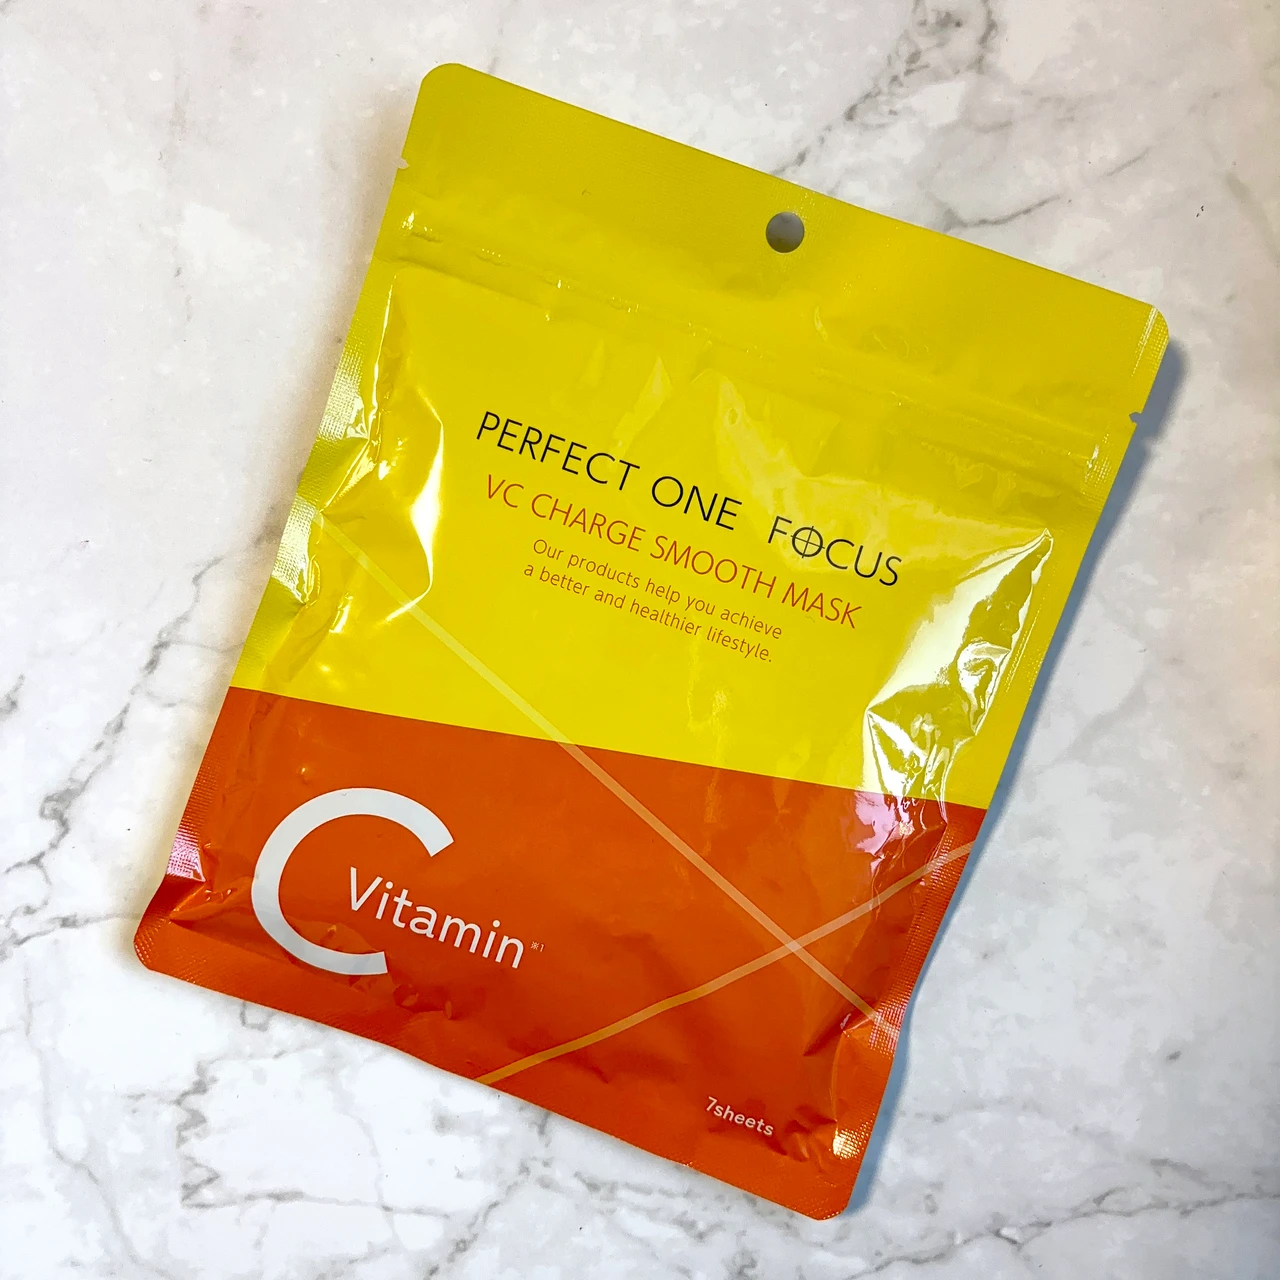 PERFECT ONE FOCUS
VC CHARGE SMOOTH MASK
Our products help you achieve
a better and healthier lifestyle.
C
Vitamin※1
7sheets